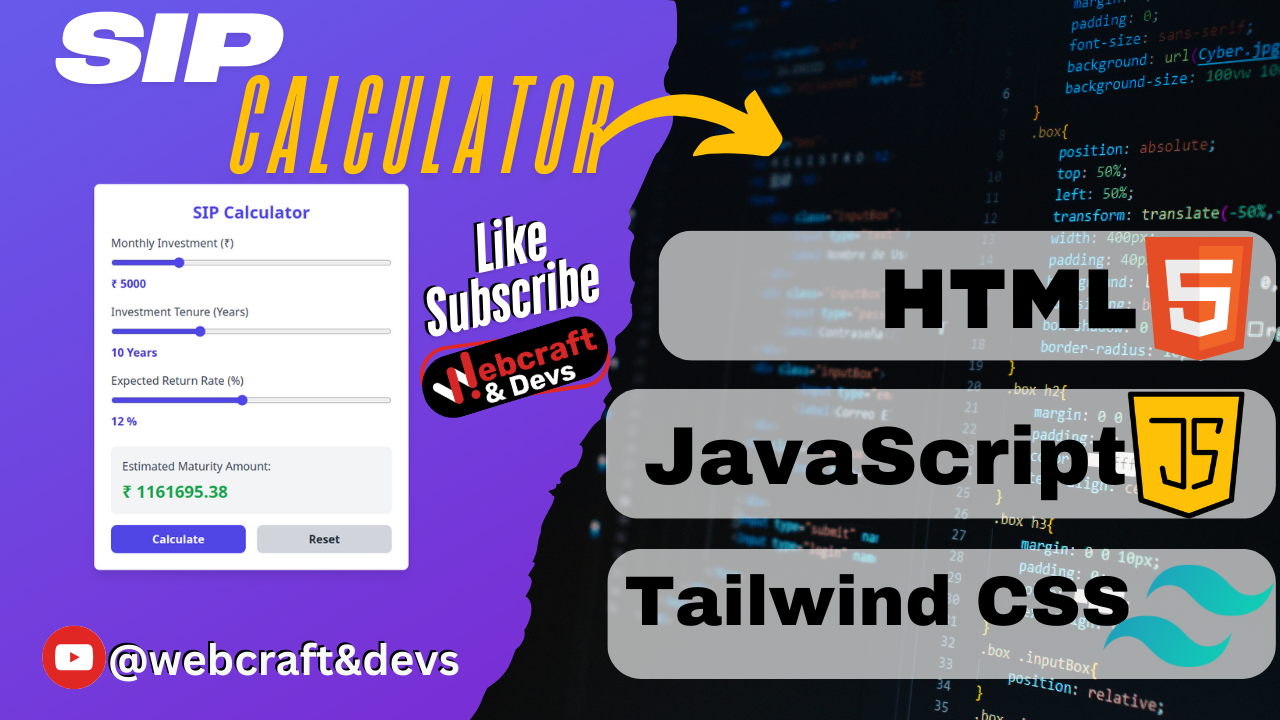 SIP
CALCULATOR
SIP Calculator
Monthly Investment (₹)
₹ 5000
Investment Tenure (Years)
10 Years
Expected Return Rate (%)
12 %
Estimated Maturity Amount:
₹ 1161695.38
Calculate
Reset
Like
Subscribe
Webcraft
& Devs
@webcraft&devs
HTML
5
JavaScript
JS
Tailwind CSS
padding: 0;
font-size: sans-serif;
background: url(Cyber.jpg
background-size: 100vw
6
}
.box{
position: absolute;
top: 50%;
left: 50%;
transform: translate(-50%,
width: 400px
border-radius:
}
.box h2{
margin: 0 0
}
.box h3{
margin: 0 0 10px;
}
.box .inputBox{
position: relative;
}